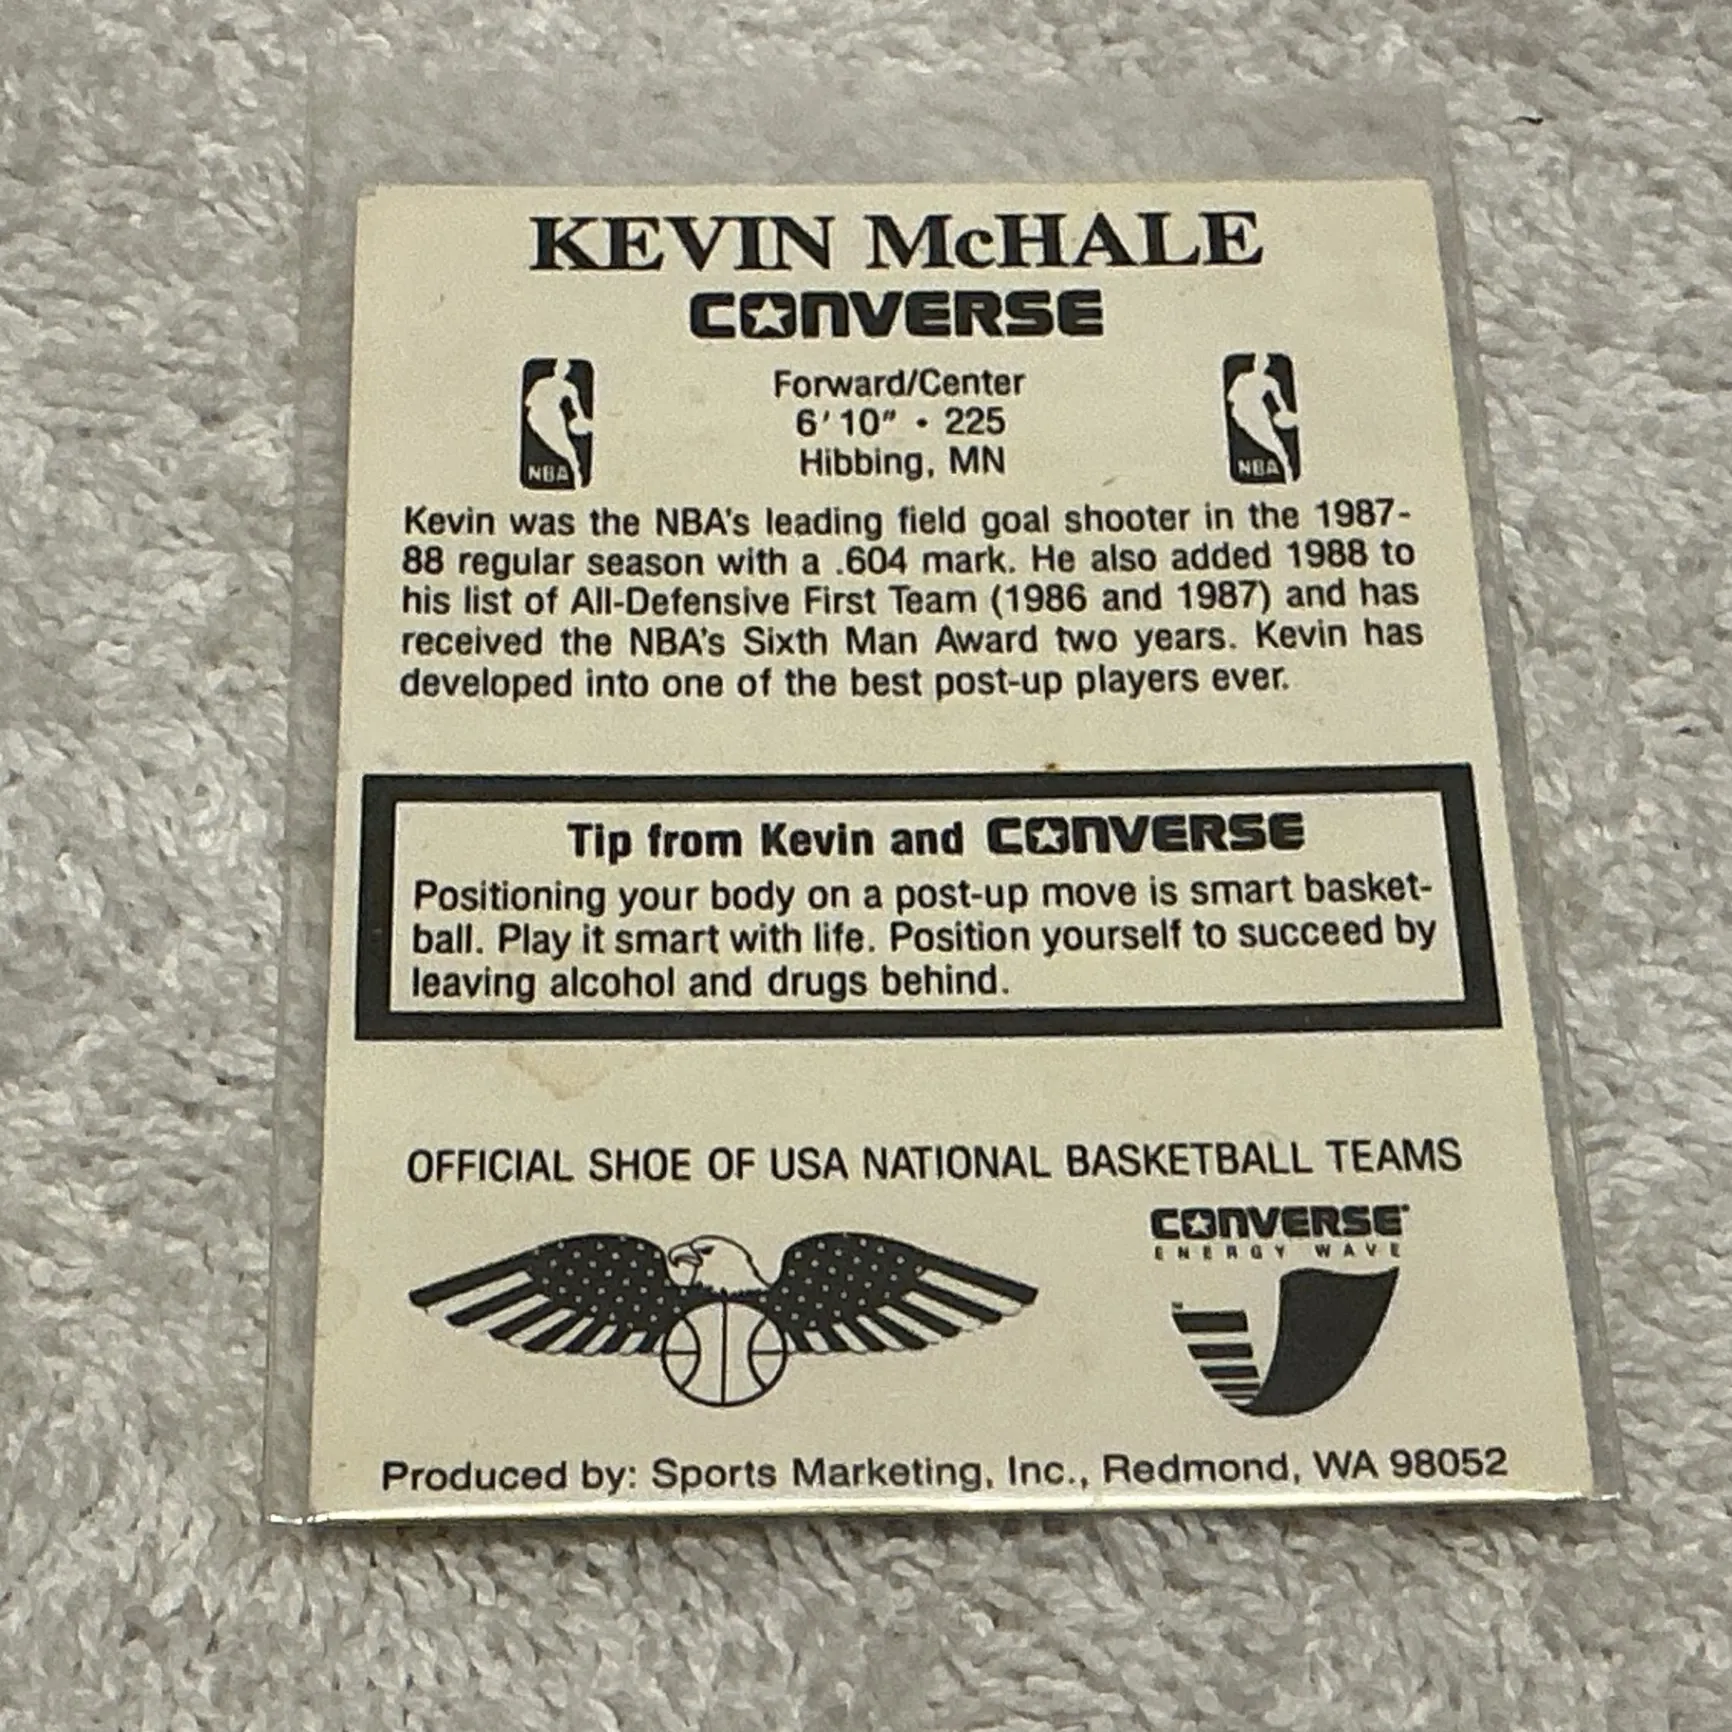 KEVIN McHALE
CONVERSE
Forward/Center
6'10" • 225
Hibbing, MN
NBA
NBA
Kevin was the NBA's leading field goal shooter in the 1987-
88 regular season with a .604 mark. He also added 1988 to
his list of All-Defensive First Team (1986 and 1987) and has
received the NBA's Sixth Man Award two years. Kevin has
developed into one of the best post-up players ever.
Tip from Kevin and CONVERSE
Positioning your body on a post-up move is smart basket-
ball. Play it smart with life. Position yourself to succeed by
leaving alcohol and drugs behind.
OFFICIAL SHOE OF USA NATIONAL BASKETBALL TEAMS
CONVERSE
ENERGY WAVE
Produced by: Sports Marketing, Inc., Redmond, WA 98052